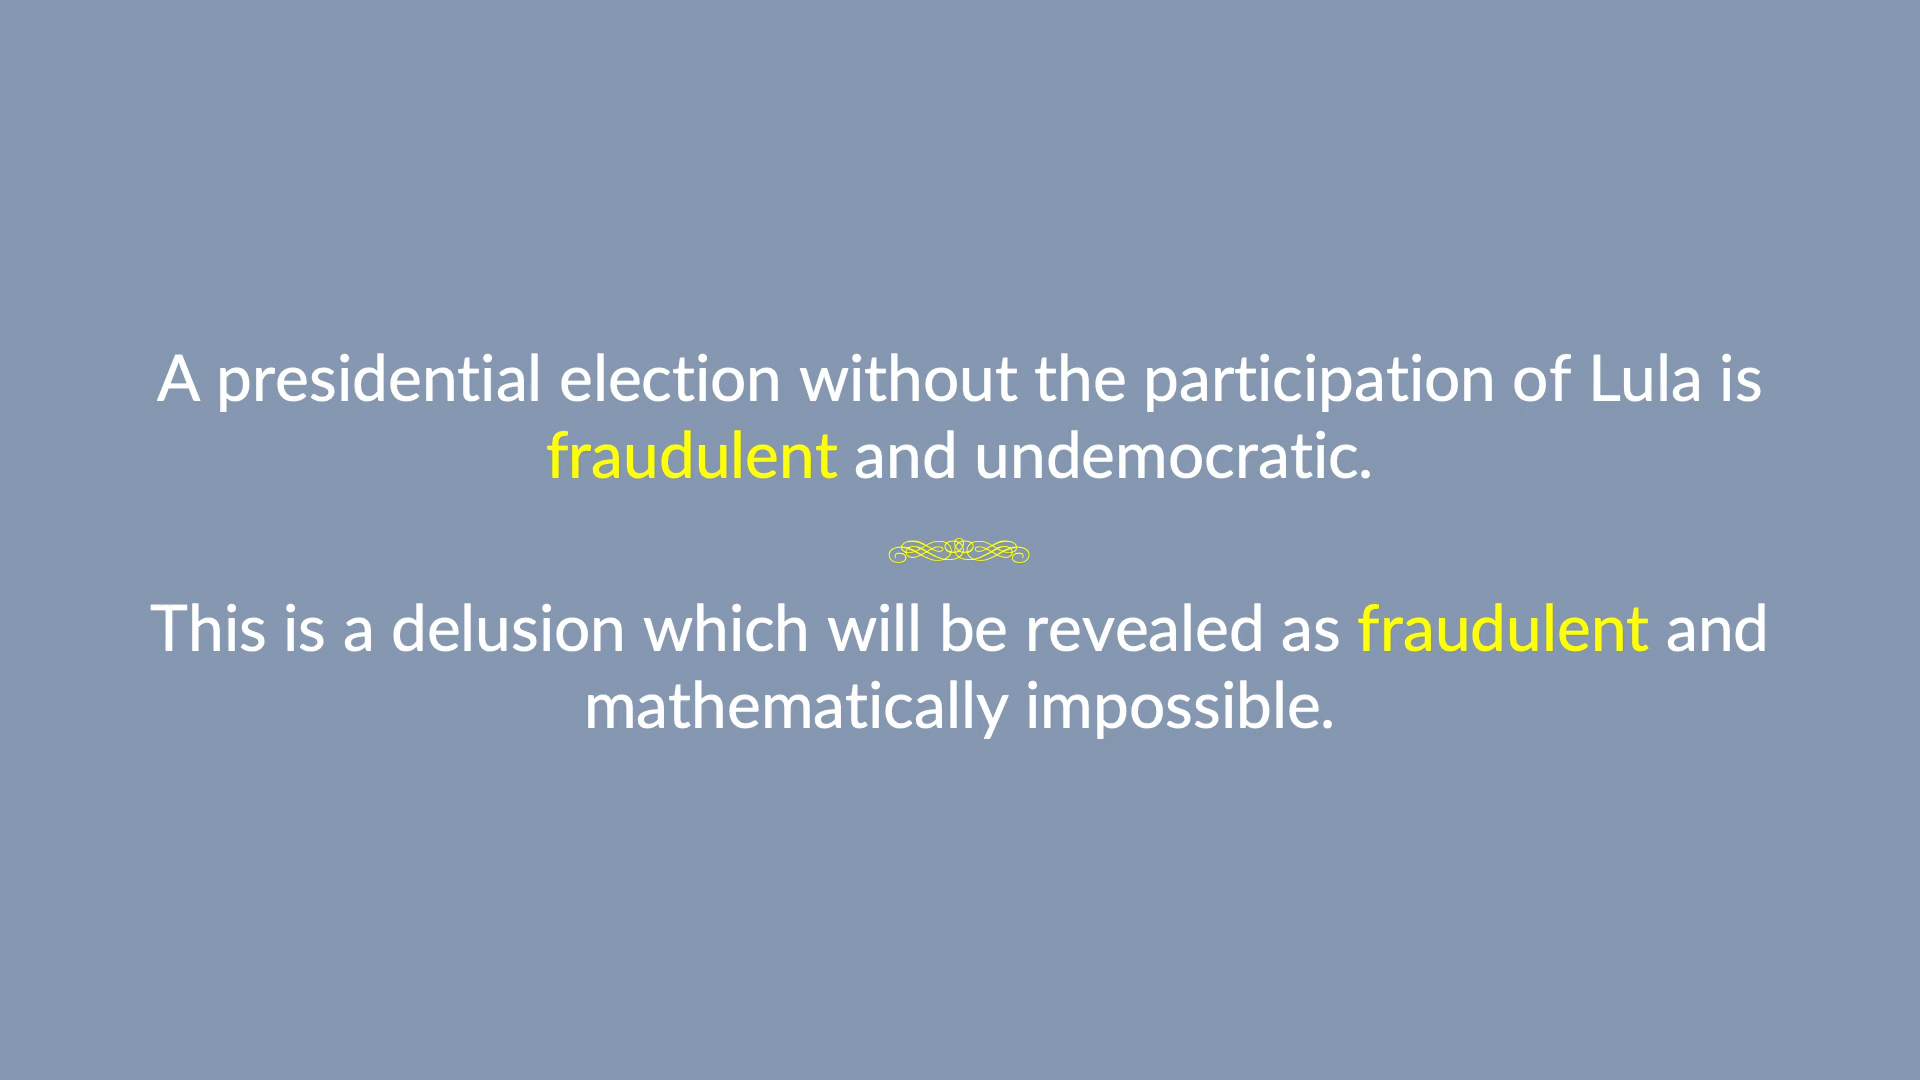 A presidential election without the participation of Lula is
fraudulent and undemocratic.
This is a delusion which will be revealed as fraudulent and
mathematically impossible.